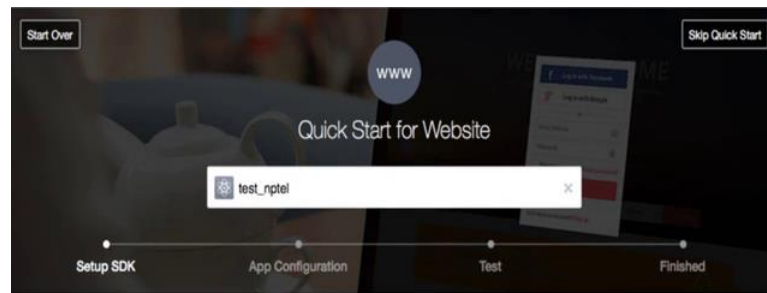 Start Over
Skip Quick Start
www
Quick Start for Website
test_nptel
Setup SDK
App Configuration
Test
Finished